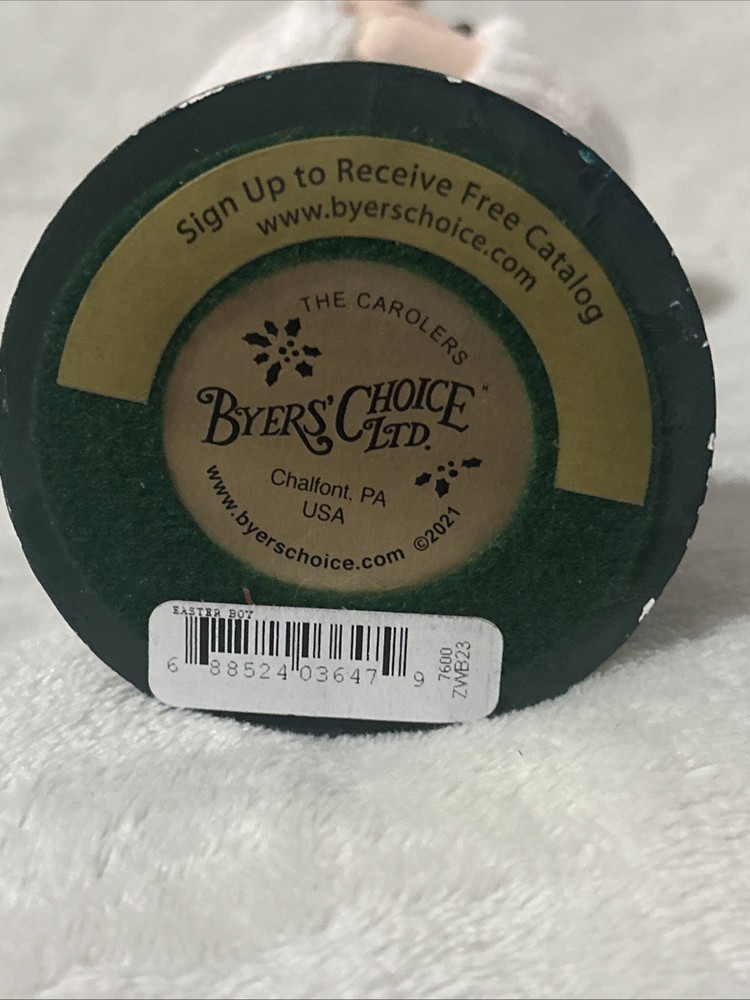 Sign Up to Receive Free Catalog
www.byerschoice.com
THE CAROLERS
BYERS' CHOICE
LTD.
Chalfont, PA
USA
www.byerschoice.com ©2021
EASTER BOY
6 88524 03647 9
7600
ZWB23